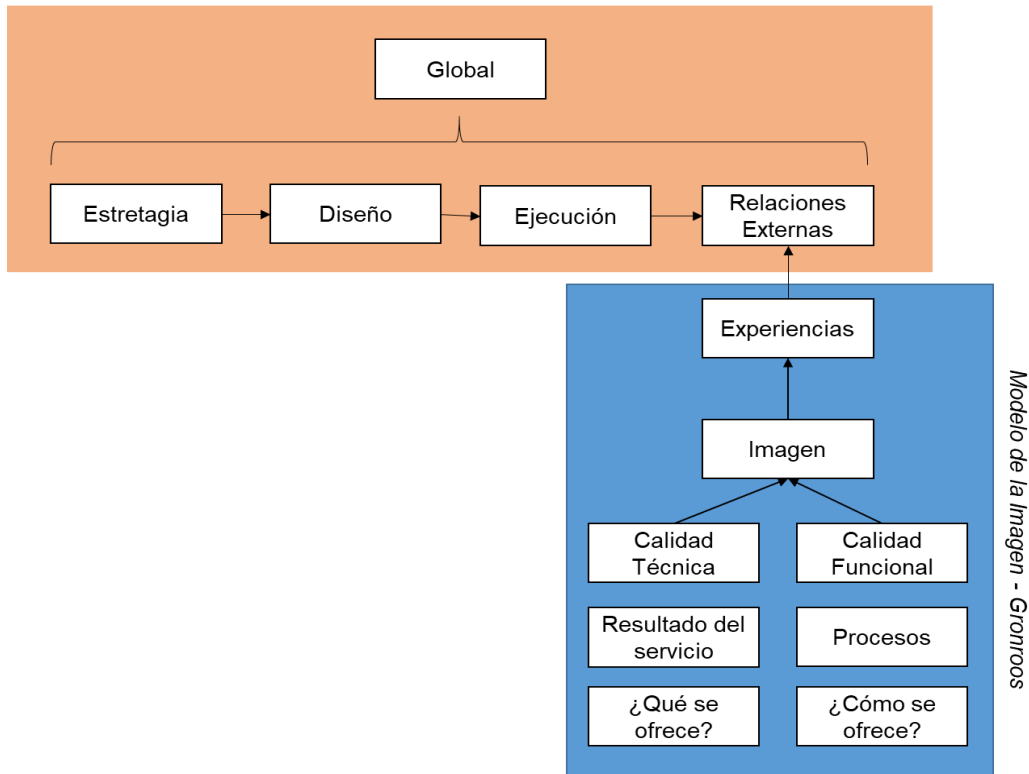 Global
Estretagia
Diseño
Ejecución
Relaciones
Externas
Experiencias
Imagen
Calidad
Técnica
Calidad
Funcional
Resultado del
servicio
Procesos
¿Qué se
ofrece?
¿Cómo se
ofrece?
Modelo de la Imagen - Gronroos